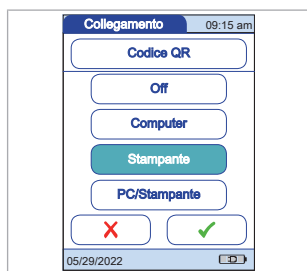 Collegamento 09:15 am
Codice QR
Off
Computer
Stampante
PC/Stampante
05/29/2022